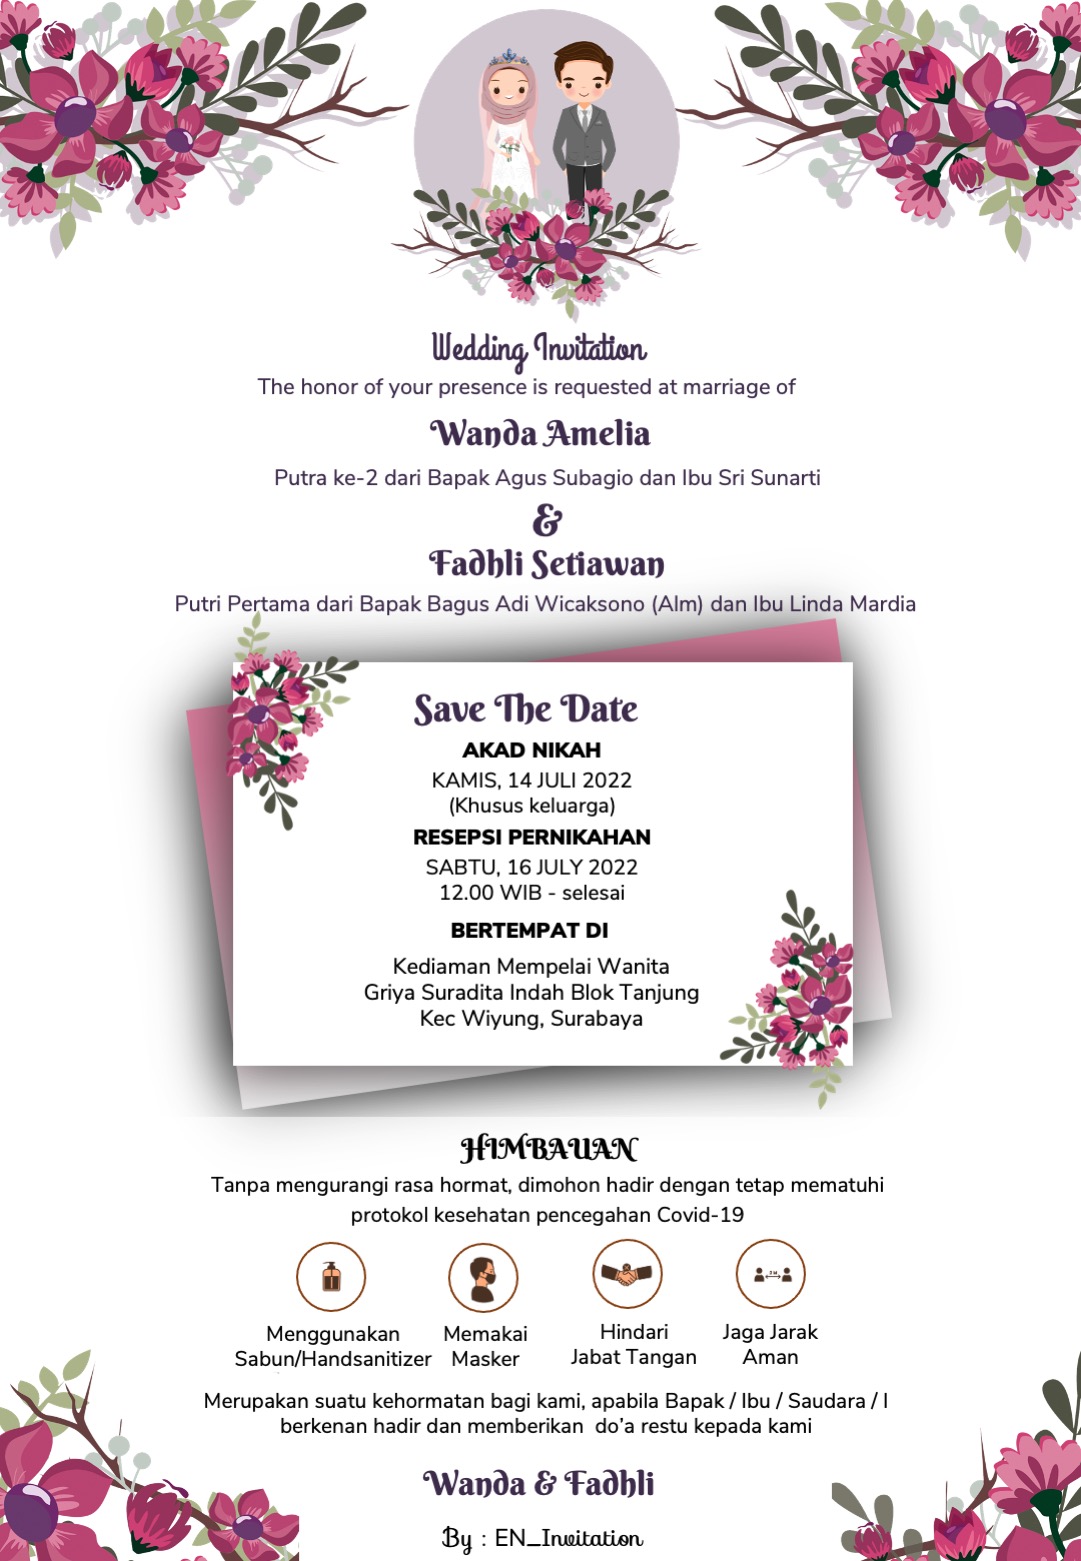 Wedding Invitation
The honor of your presence is requested at marriage of
Wanda Amelia
Putra ke-2 dari Bapak Agus Subagio dan Ibu Sri Sunarti
&
Fadhli Setiawan
Putri Pertama dari Bapak Bagus Adi Wicaksono (Alm) dan Ibu Linda Mardia
Save The Date
AKAD NIKAH
KAMIS, 14 JULI 2022
(Khusus keluarga)
RESEPSI PERNIKAHAN
SABTU, 16 JULY 2022
12.00 WIB - selesai
BERTEMPAT DI
Kediaman Mempelai Wanita
Griya Suradita Indah Blok Tanjung
Kec Wiyung, Surabaya
HIMBAUAN
Tanpa mengurangi rasa hormat, dimohon hadir dengan tetap mematuhi
protokol kesehatan pencegahan Covid-19
Menggunakan
Sabun/Handsanitizer
Memakai
Masker
Hindari
Jabat Tangan
Jaga Jarak
Aman
Merupakan suatu kehormatan bagi kami, apabila Bapak / Ibu / Saudara / I
berkenan hadir dan memberikan  do'a restu kepada kami
Wanda & Fadhli
By : EN_Invitation